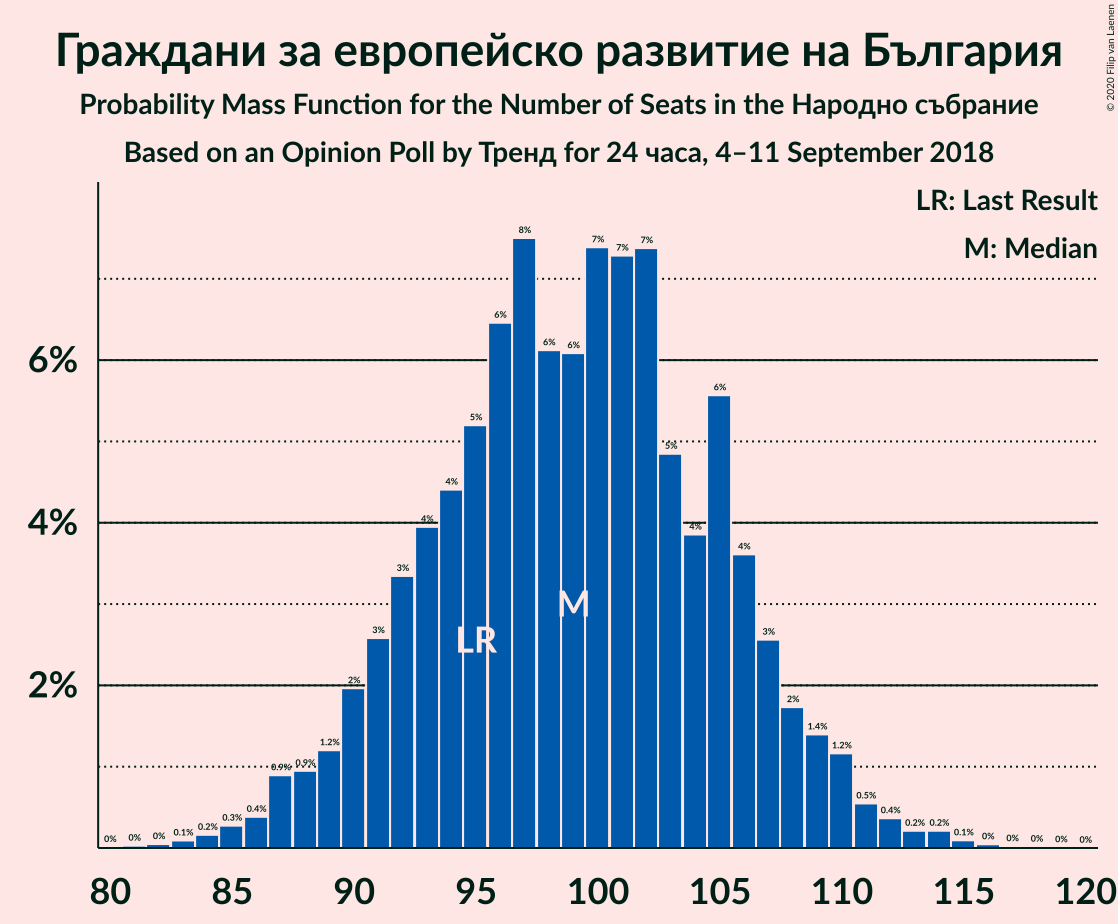 Граждани за европейско развитие на България
Probability Mass Function for the Number of Seats in the Народно събрание
Based on an Opinion Poll by Тренд for 24 часа, 4–11 September 2018
© 2020 Filip van Laenen
LR: Last Result
M: Median
6%
4%
2%
0% 0% 0% 0.1% 0.2% 0.3% 0.4% 0.9% 0.9% 1.2% 2% 3% 3% 4% 4% 5% 6% 8% 6% 6% 7% 7% 7% 5% 4% 6% 4% 3% 2% 1.4% 1.2% 0.5% 0.4% 0.2% 0.2% 0.1% 0% 0% 0% 0% 0%
LR
M
80 85 90 95 100 105 110 115 120